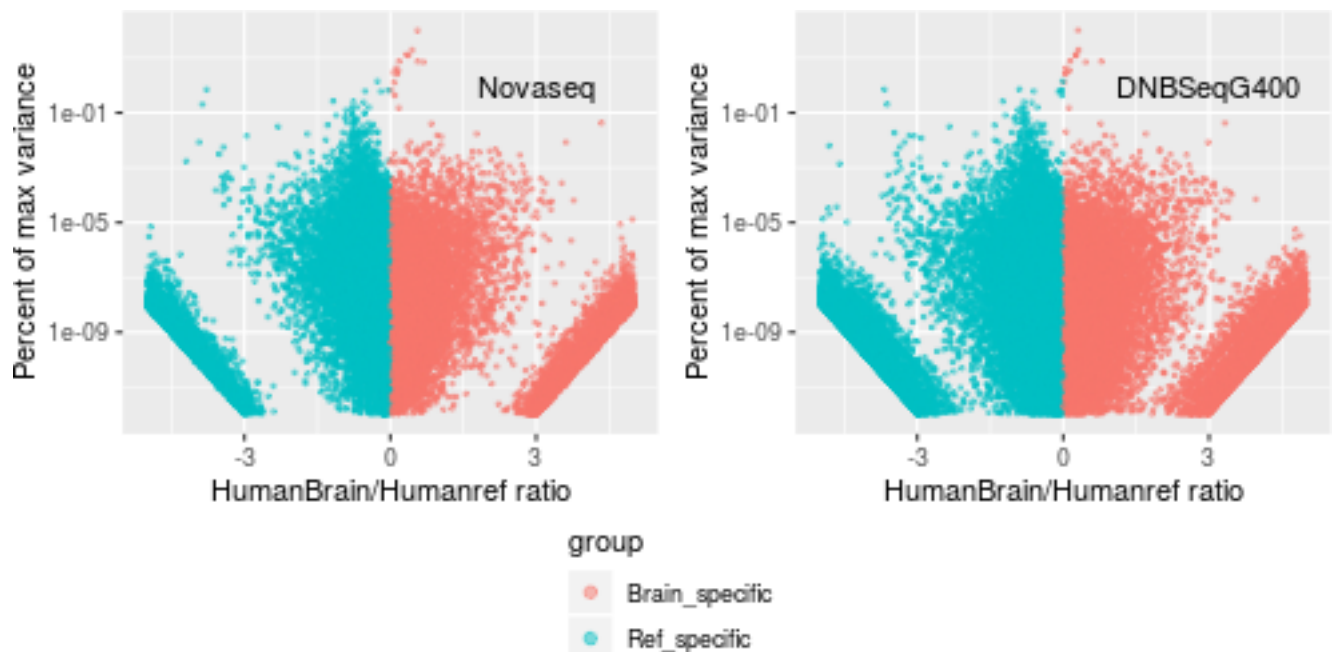 Percent of max variance
1e-01
1e-05
1e-09
Novaseq
-3 0 3
HumanBrain/Humanref ratio
Percent of max variance
1e-01
1e-05
1e-09
DNBSeqG400
-3 0 3
HumanBrain/Humanref ratio
group
Brain_specific
Ref_specific